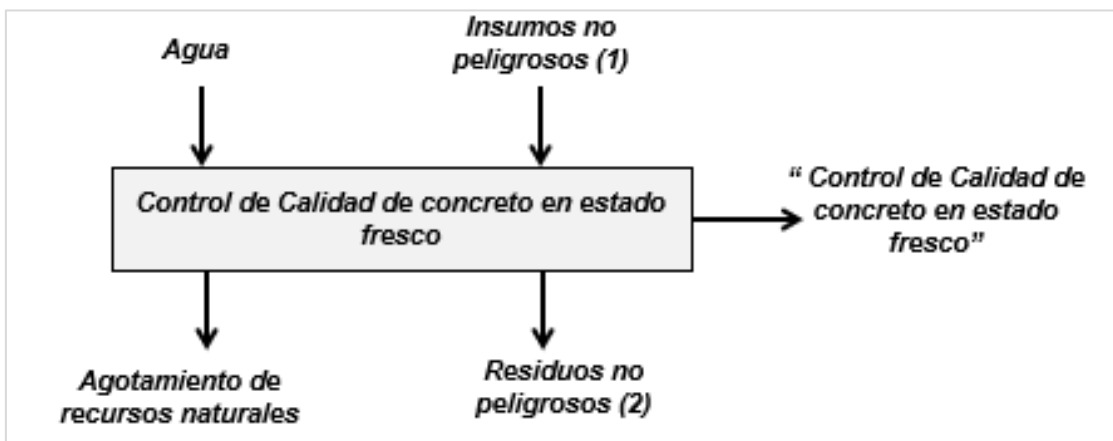 Agua
Insumos no
peligrosos (1)
Control de Calidad de concreto en estado
fresco
“ Control de Calidad de
concreto en estado
fresco”
Agotamiento de
recursos naturales
Residuos no
peligrosos (2)